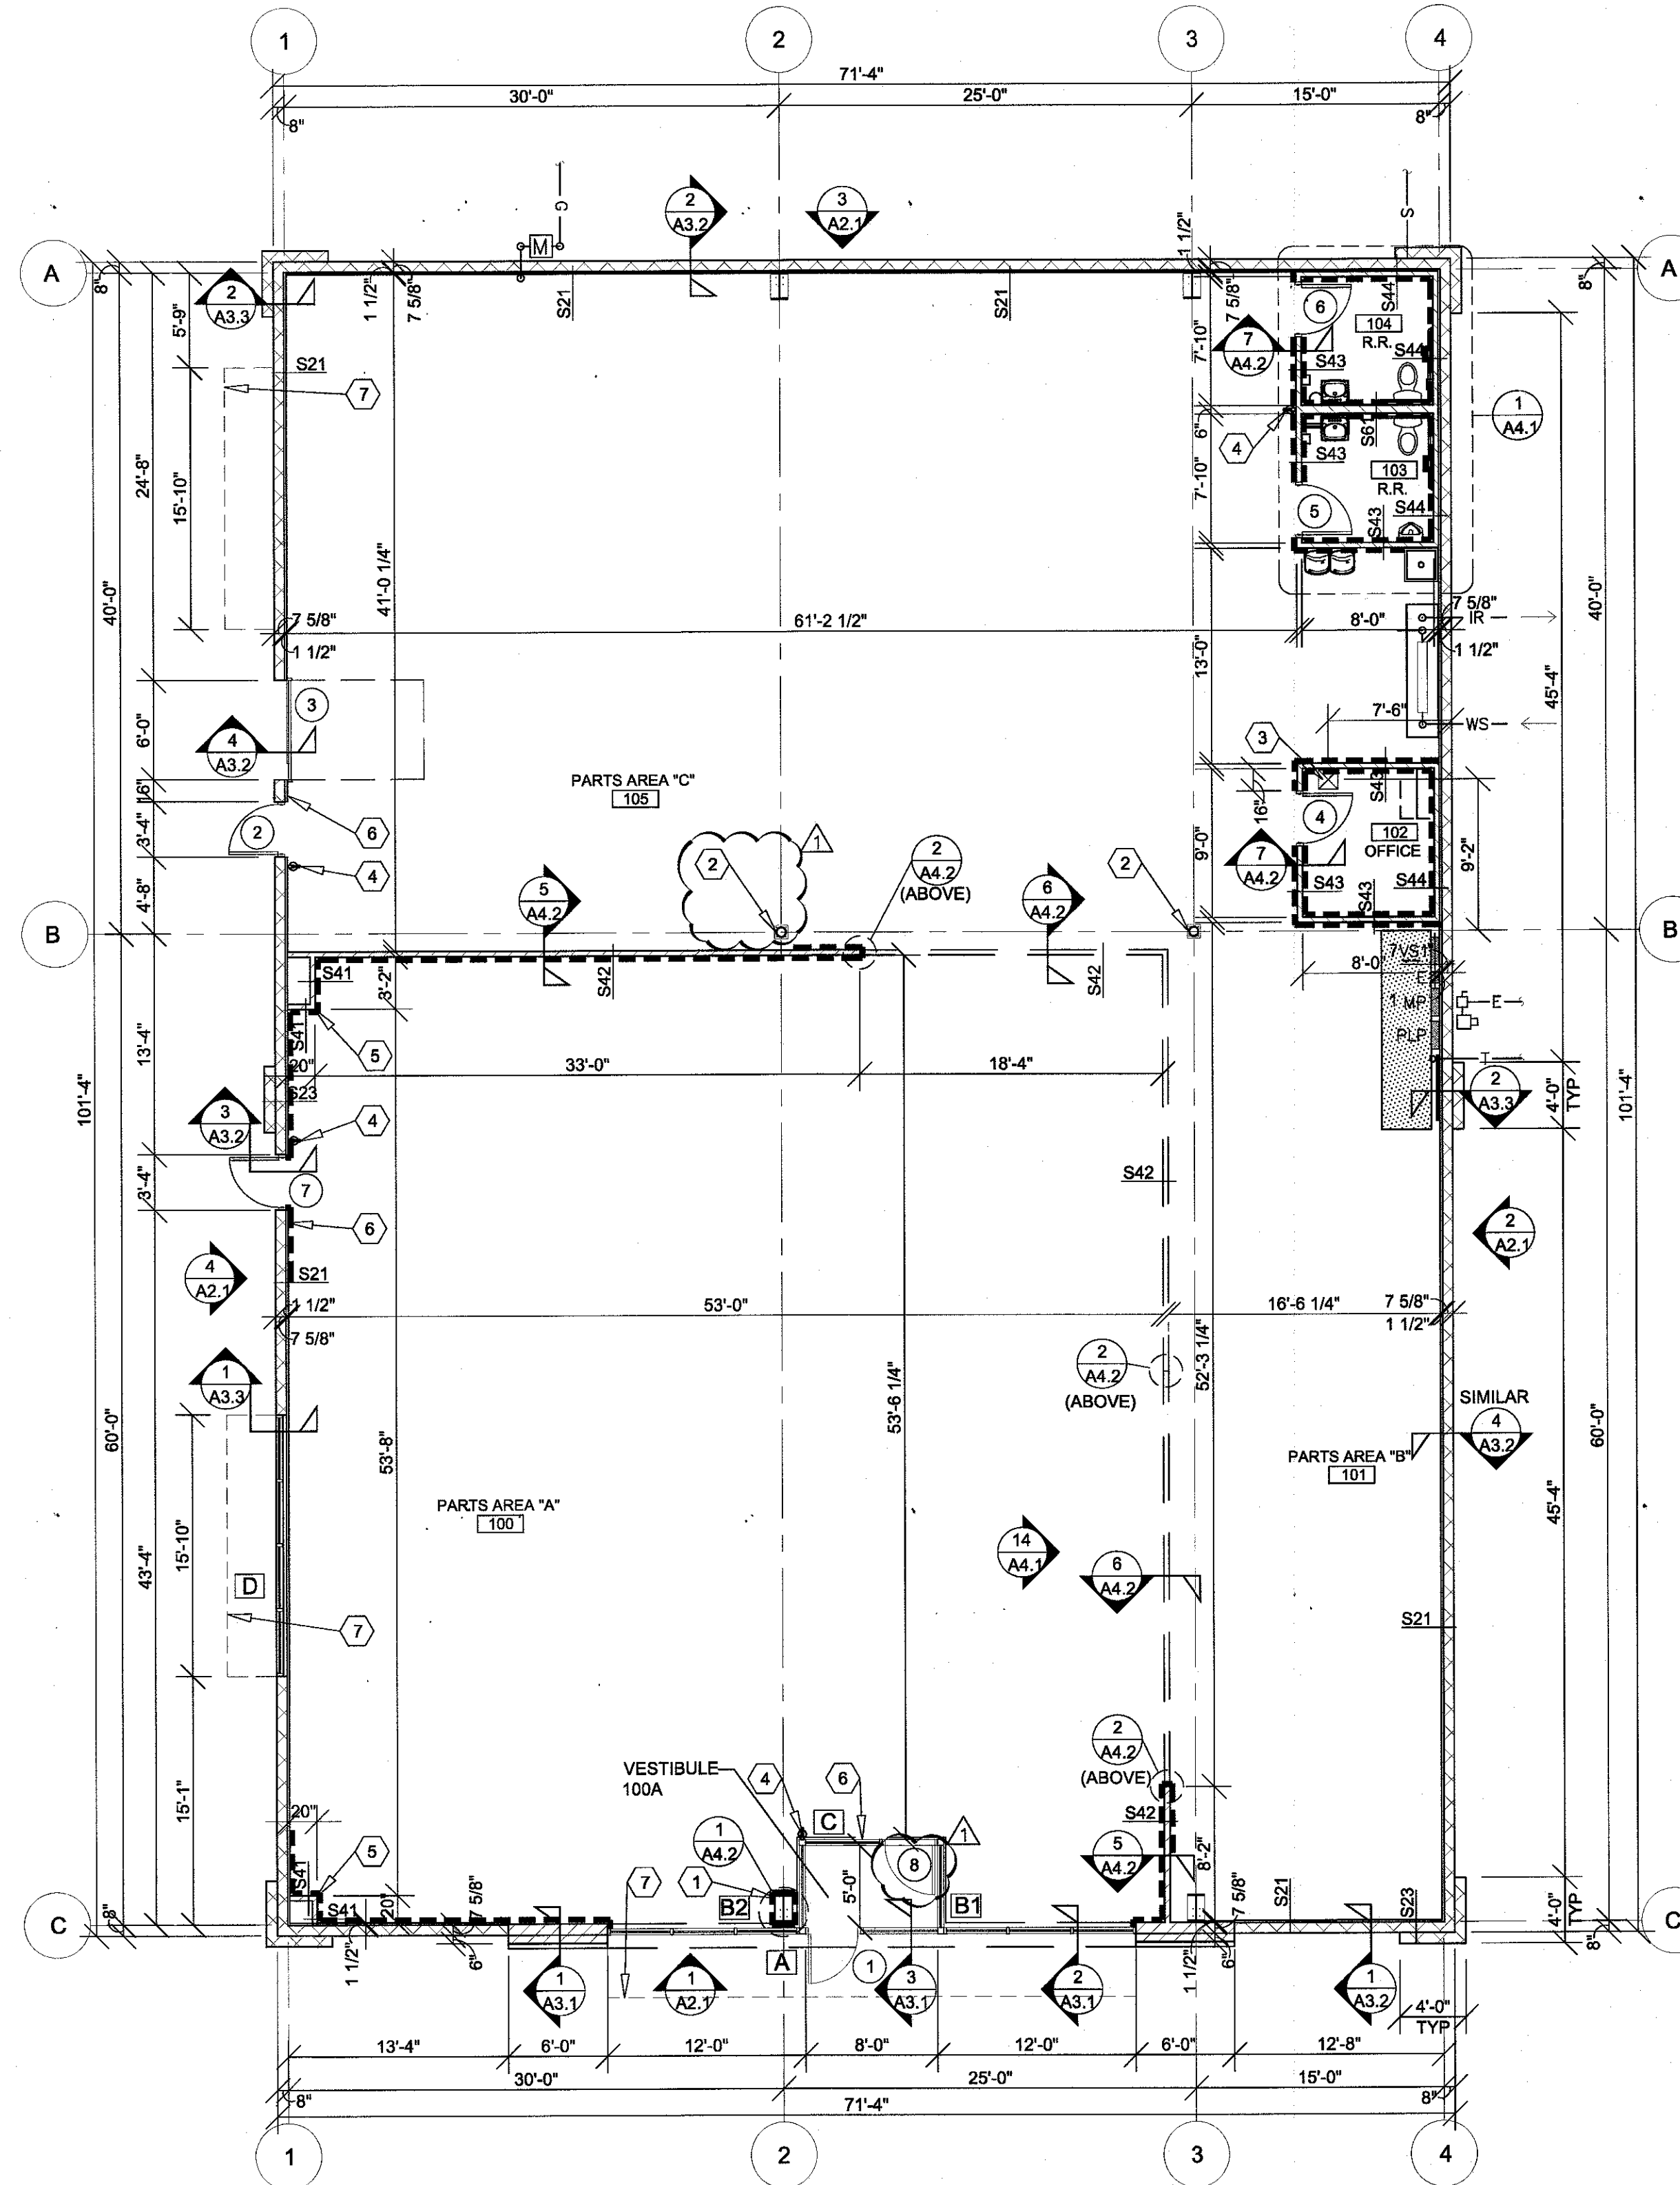 1
2
3
4
71'-4"
30'-0"
25'-0"
15'-0"
8"
8"
G
S
2
A3.2
3
A2.1
M
1 1/2"
A
A
8"
8"
2
A3.3
1 1/2"
7 5/8"
S21
S21
7 5/8"
6
S44
104
R.R.
7
A4.2
7'-10"
S43
S44
5'-9"
S21
7
24'-8"
15'-10"
1
A4.1
4
6"
S61
S43
103
R.R.
7'-10"
S44
5
S43
40'-0"
41'-0 1/4"
40'-0"
7 5/8"
61'-2 1/2"
8'-0"
7 5/8"
IR
1 1/2"
1 1/2"
13'-0"
45'-4"
3
6'-0"
4
A3.2
7'-6"
WS
3
PARTS AREA "C"
105
16"
S43
16"
3'-4"
2
6
4
102
OFFICE
9'-0"
9'-2"
1
2
2
A4.2
(ABOVE)
2
7
A4.2
4
5
A4.2
6
A4.2
S43
S43
S44
4'-8"
B
B
S41
3'-2"
S42
S42
8'-0"
7VS1
E
1 MP
E
PLP
T
S41
5
20"
33'-0"
18'-4"
13'-4"
S23
101'-4"
101'-4"
2
A3.3
4'-0"
TYP
3
A3.2
4
S42
3'-4"
7
6
2
A2.1
4
A2.1
S21
1 1/2"
53'-0"
16'-6 1/4"
7 5/8"
7 5/8"
1 1/2"
1
A3.3
2
A4.2
(ABOVE)
52'-3 1/4"
53'-6 1/4"
60'-0"
60'-0"
53'-8"
SIMILAR
4
A3.2
PARTS AREA "B"
101
PARTS AREA "A"
100
15'-10"
14
A4.1
6
A4.2
45'-4"
43'-4"
D
7
S21
2
A4.2
(ABOVE)
VESTIBULE
100A
4
6
15'-1"
20"
C
1
S42
1
A4.2
5
A4.2
8
5
S41
1
7
B2
5'-0"
B1
8'-2"
7 5/8"
S21
S23
4'-0"
TYP
C
C
8"
S41
20"
7 5/8"
1 1/2"
6"
A
1
1 1/2"
6"
8"
1
A3.1
1
A2.1
3
A3.1
2
A3.1
1
A3.2
4'-0"
TYP
13'-4"
6'-0"
12'-0"
8'-0"
12'-0"
6'-0"
12'-8"
30'-0"
25'-0"
15'-0"
8"
8"
71'-4"
1
2
3
4